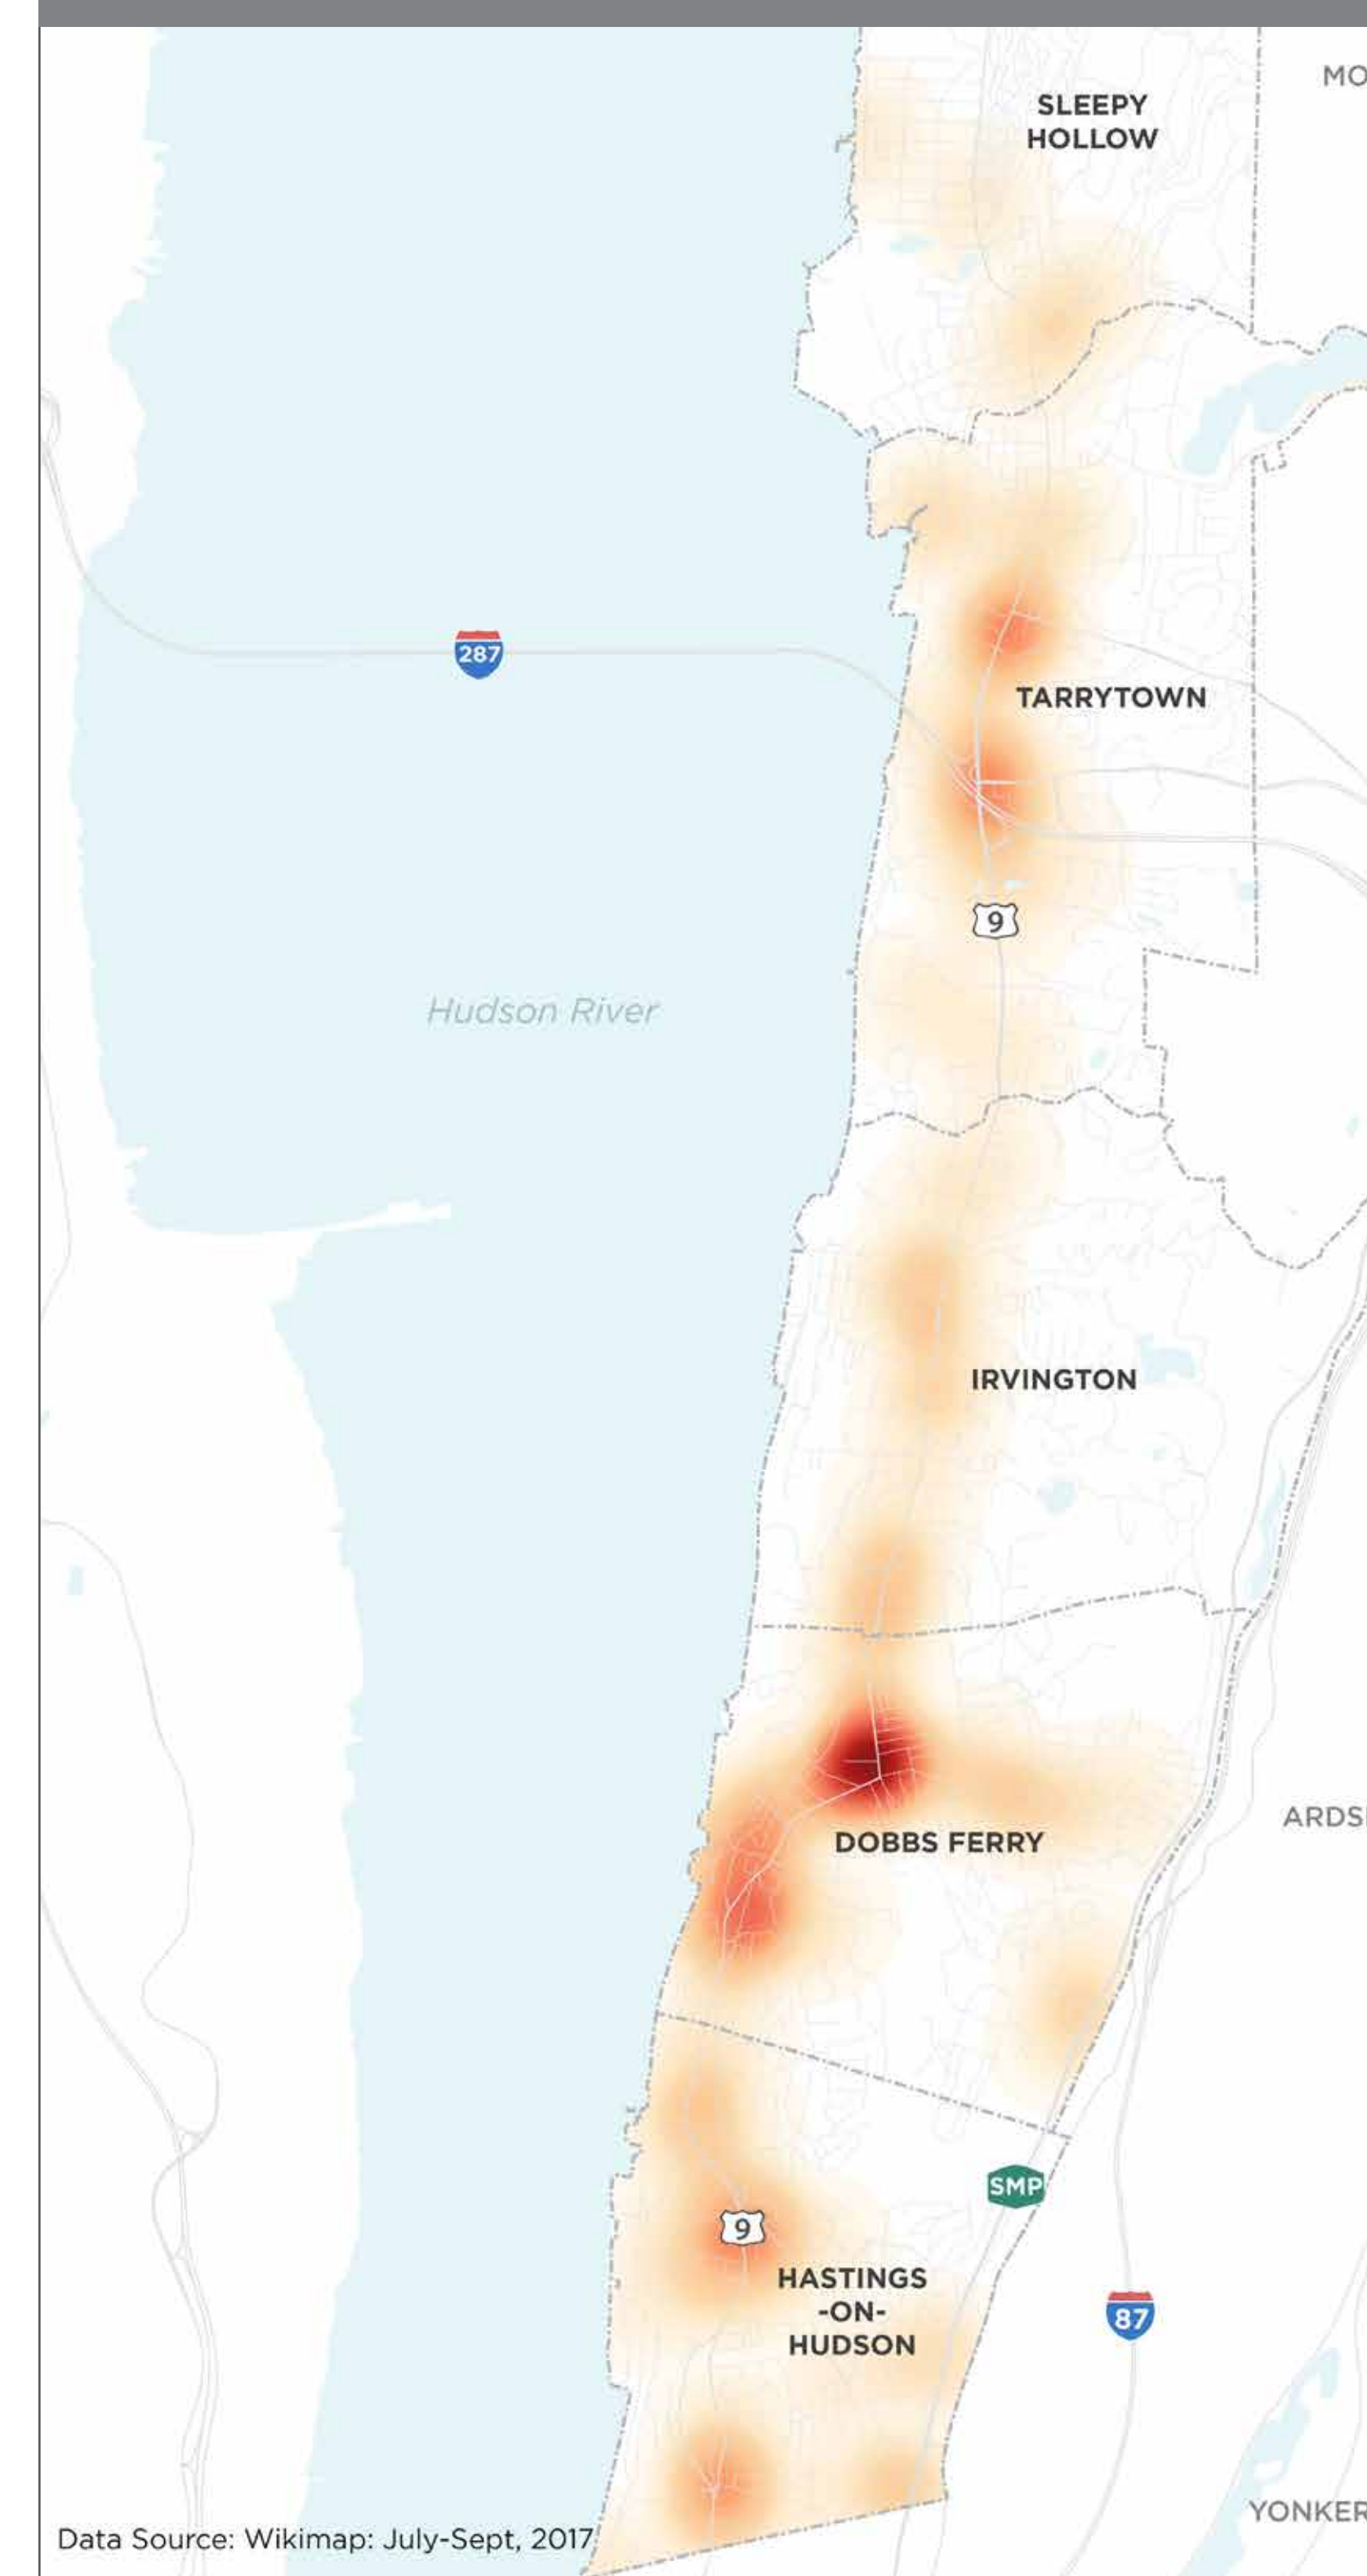 MO
SLEEPY
HOLLOW
287
TARRYTOWN
9
Hudson River
IRVINGTON
ARDS
DOBBS FERRY
SMP
9
HASTINGS
-ON-
HUDSON
87
YONKER
Data Source: Wikimap: July-Sept, 2017